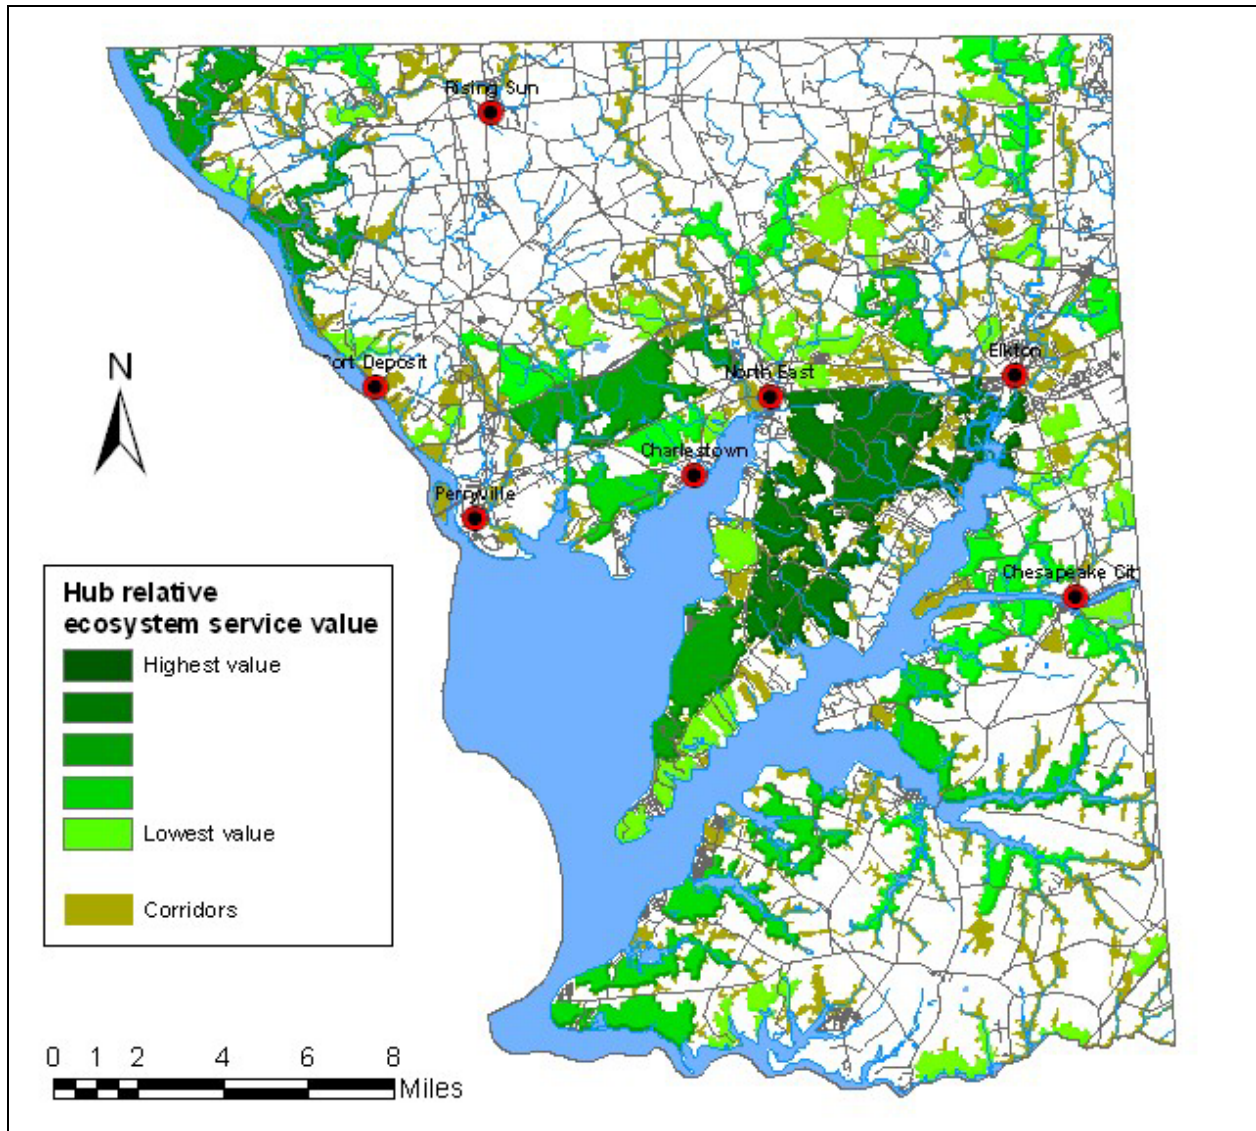 Rising Sun
N
Port Deposit
Elkton
North East
Charlestown
Perryville
Chesapeake Cit
Hub relative
ecosystem service value
Highest value
Lowest value
Corridors
0 1 2 4 6 8
Miles